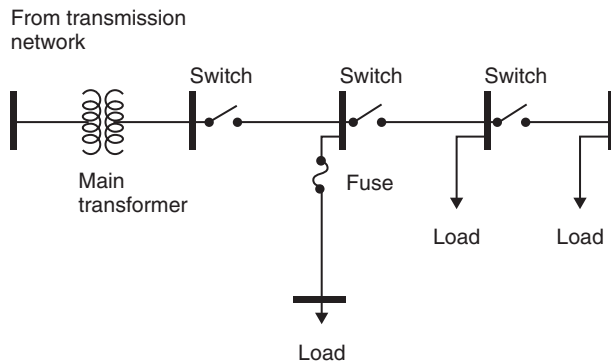 From transmission
network
Switch
Switch
Switch
Main
transformer
Fuse
Load
Load
Load